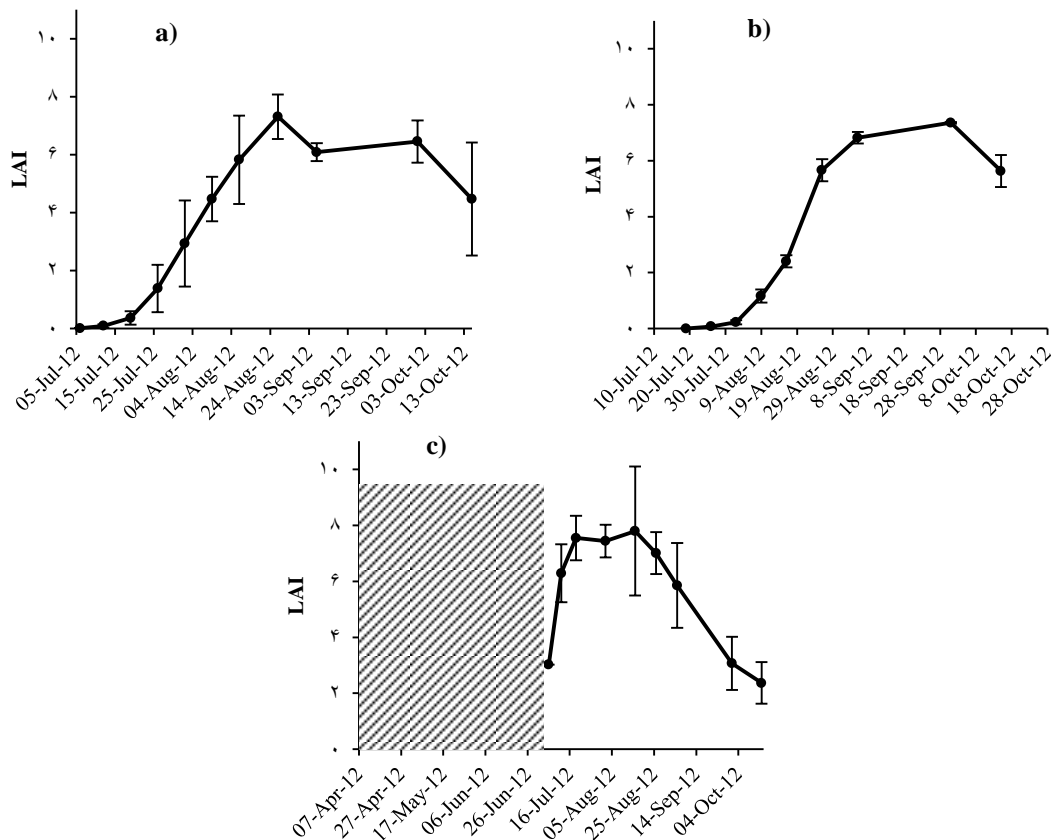 a)
LAI
۱۰
۸
۶
۴
۲
۰
05-Jul-12
15-Jul-12
25-Jul-12
04-Aug-12
14-Aug-12
24-Aug-12
03-Sep-12
13-Sep-12
23-Sep-12
03-Oct-12
13-Oct-12
b)
LAI
۱۰
۸
۶
۴
۲
۰
10-Jul-12
20-Jul-12
30-Jul-12
9-Aug-12
19-Aug-12
29-Aug-12
8-Sep-12
18-Sep-12
28-Sep-12
8-Oct-12
18-Oct-12
28-Oct-12
c)
LAI
۱۰
۸
۶
۴
۲
۰
07-Apr-12
27-Apr-12
17-May-12
06-Jun-12
26-Jun-12
16-Jul-12
05-Aug-12
25-Aug-12
14-Sep-12
04-Oct-12